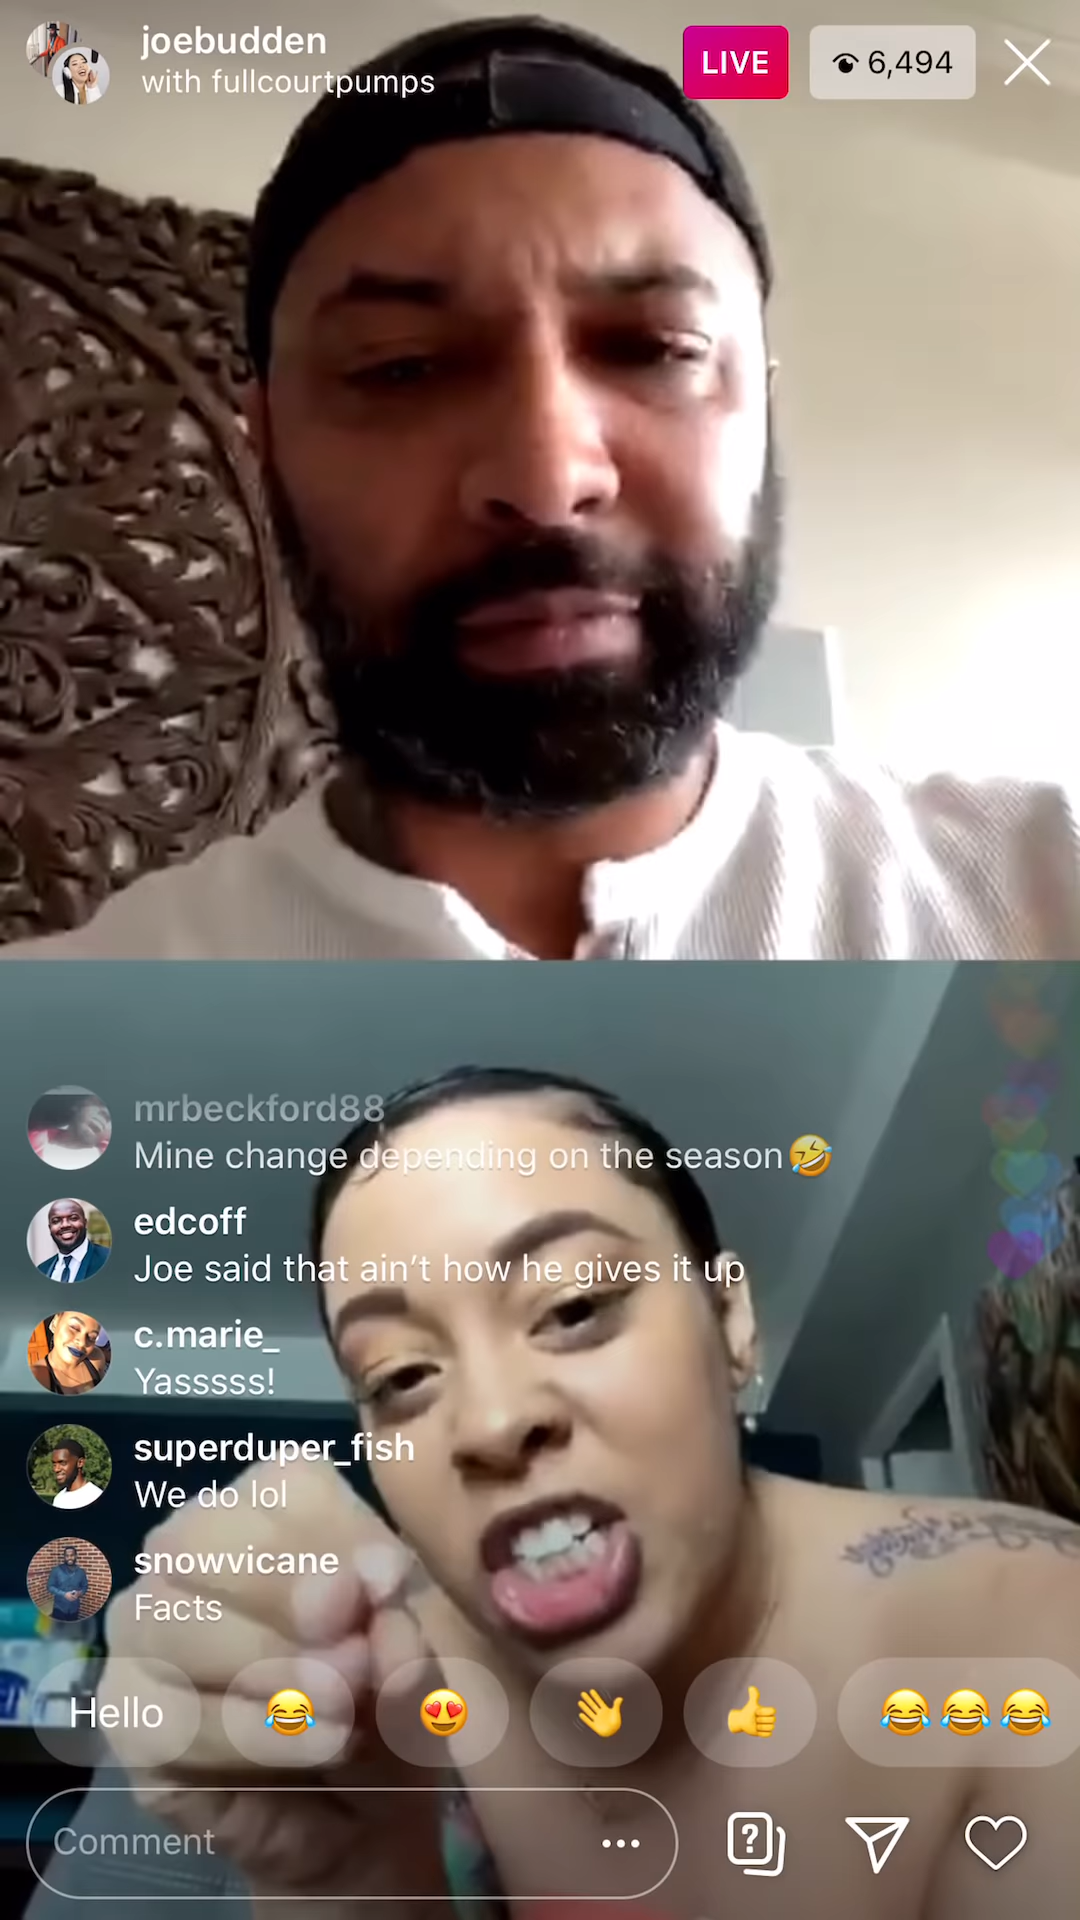 joebudden
with fullcourtpumps
LIVE
6,494
mrbeckford88
Mine change depending on the season🤣
edcoff
Joe said that ain’t how he gives it up
c.marie_
Yasssss!
superduper_fish
We do lol
snowvicane
Facts
Hello 😂 😍 👋 👍 😂😂😂
Comment